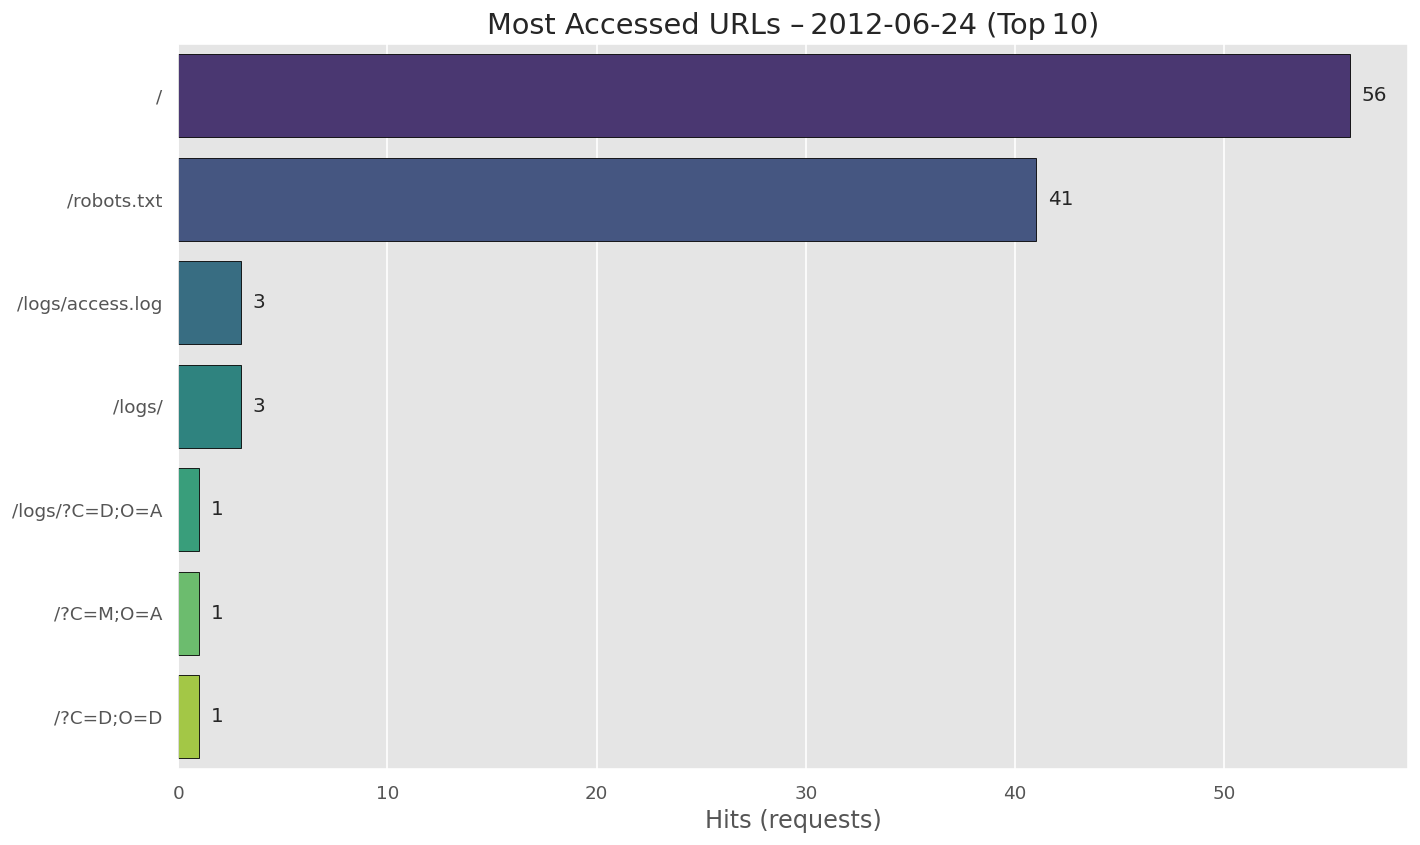 Most Accessed URLs – 2012-06-24 (Top 10)
/
56
/robots.txt
41
/logs/access.log
3
/logs/
3
/logs/?C=D;O=A
1
/?C=M;O=A
1
/?C=D;O=D
1
0 10 20 30 40 50
Hits (requests)